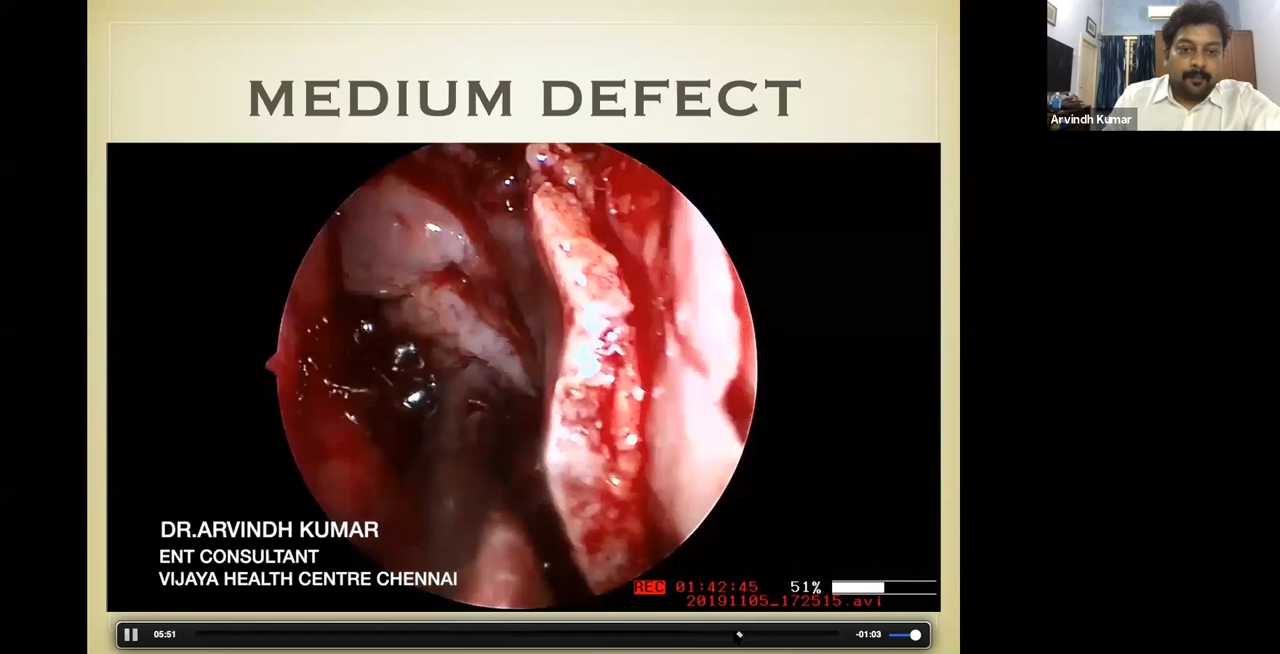 MEDIUM DEFECT
Arvindh Kumar
DR.ARVINDH KUMAR
ENT CONSULTANT
VIJAYA HEALTH CENTRE CHENNAI
REC 01:42:45 51%
20191105_172515.avi
05:51 -01:03